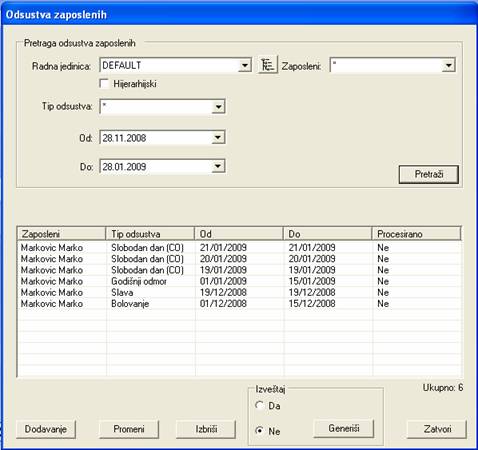 Odsustva zaposlenih
Pretraga odsustva zaposlenih
Radna jedinica: DEFAULT Zaposleni: *
Hijerarhijski
Tip odsustva: *
Od: 28.11.2008
Do: 28.01.2009
Pretraži
Zaposleni Tip odsustva Od Do Procesirano
Markovic Marko Slobodan dan (CO) 21/01/2009 21/01/2009 Ne
Markovic Marko Slobodan dan (CO) 20/01/2009 20/01/2009 Ne
Markovic Marko Slobodan dan (CO) 19/01/2009 19/01/2009 Ne
Markovic Marko Godišnji odmor 01/01/2009 15/01/2009 Ne
Markovic Marko Slava 19/12/2008 19/12/2008 Ne
Markovic Marko Bolovanje 01/12/2008 15/12/2008 Ne
Ukupno: 6
Izveštaj
Da
Dodavanje Promeni Izbriši Ne Generiši Zatvori